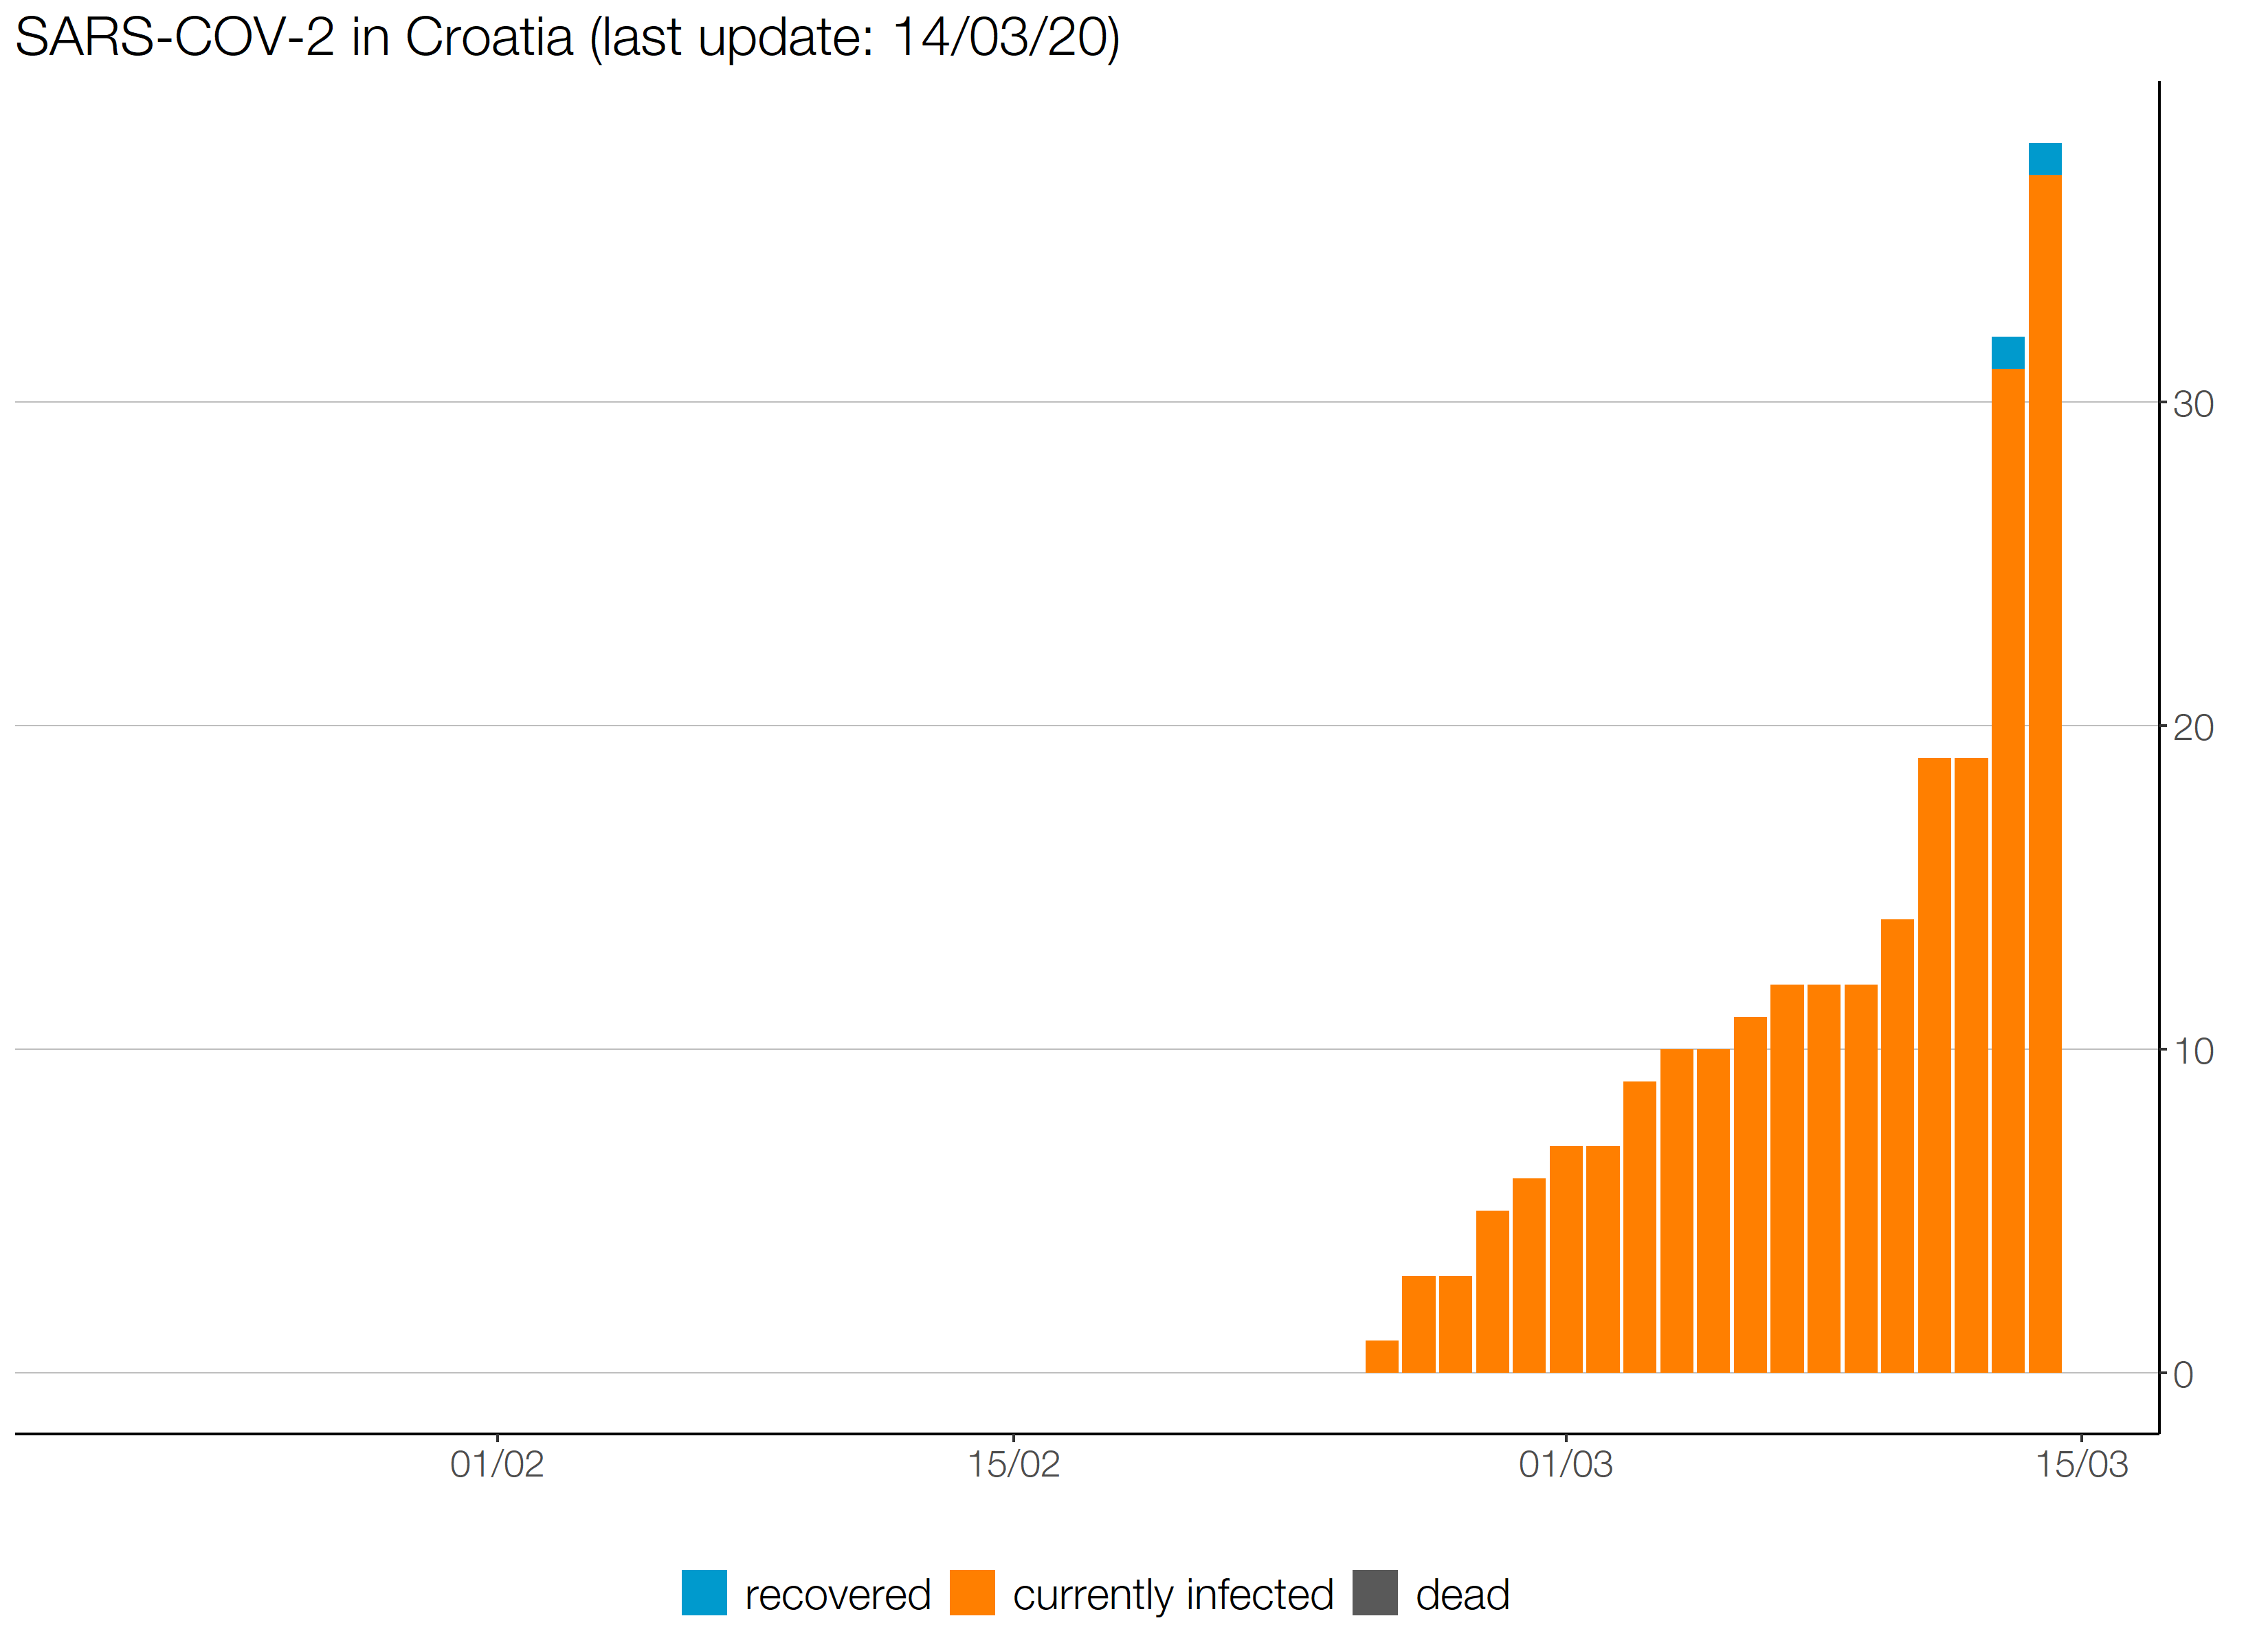 SARS-COV-2 in Croatia (last update: 14/03/20)
30
20
10
0
01/02 15/02 01/03 15/03
recovered currently infected dead